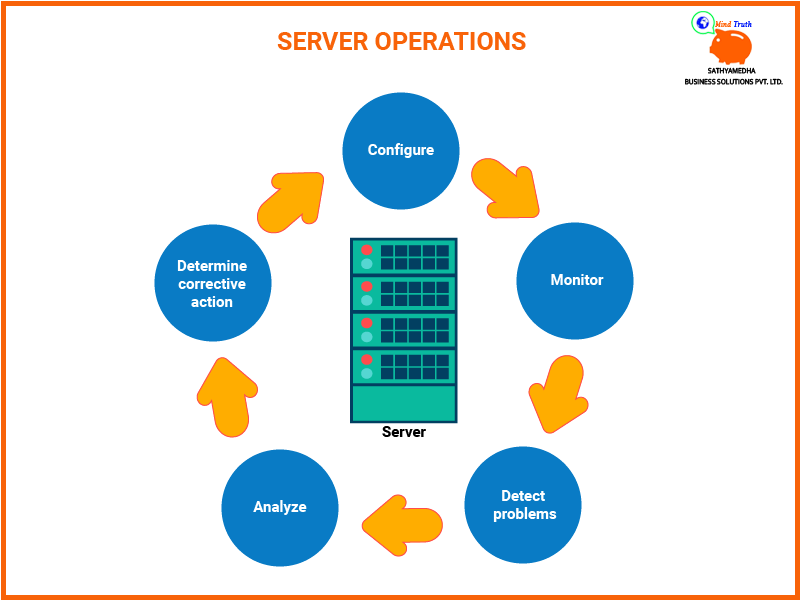 SERVER OPERATIONS
Mind Truth
SATHYAMEDHA
BUSINESS SOLUTIONS PVT. LTD.
Configure
Monitor
Detect
problems
Analyze
Determine
corrective
action
Server